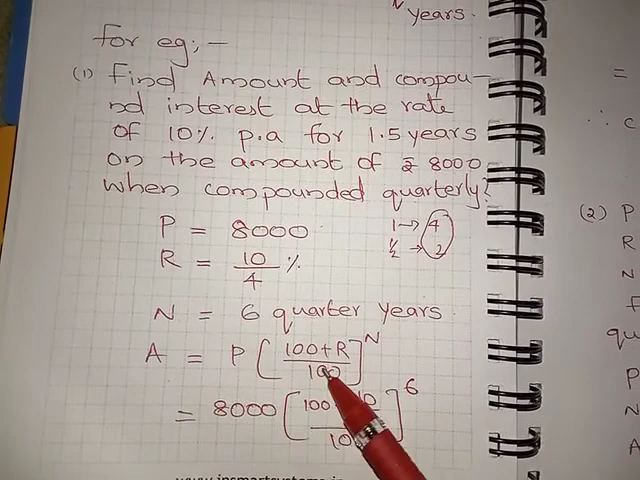 years.
For eg;-
(1) Find Amount and compou-
nd interest at the rate
of 10% p.a for 1.5 years
on the amount of ₹ 8000
when compounded quarterly?
P = 8000
1 → 4
R = 10/4 %
1/2 → 2
N = 6 quarter years
A = P [ 100+R / 100 ]^N
= 8000 [ 100 10 / 10 ]^6
=
∴ c
(2) P
R
N
qu
P
N
A